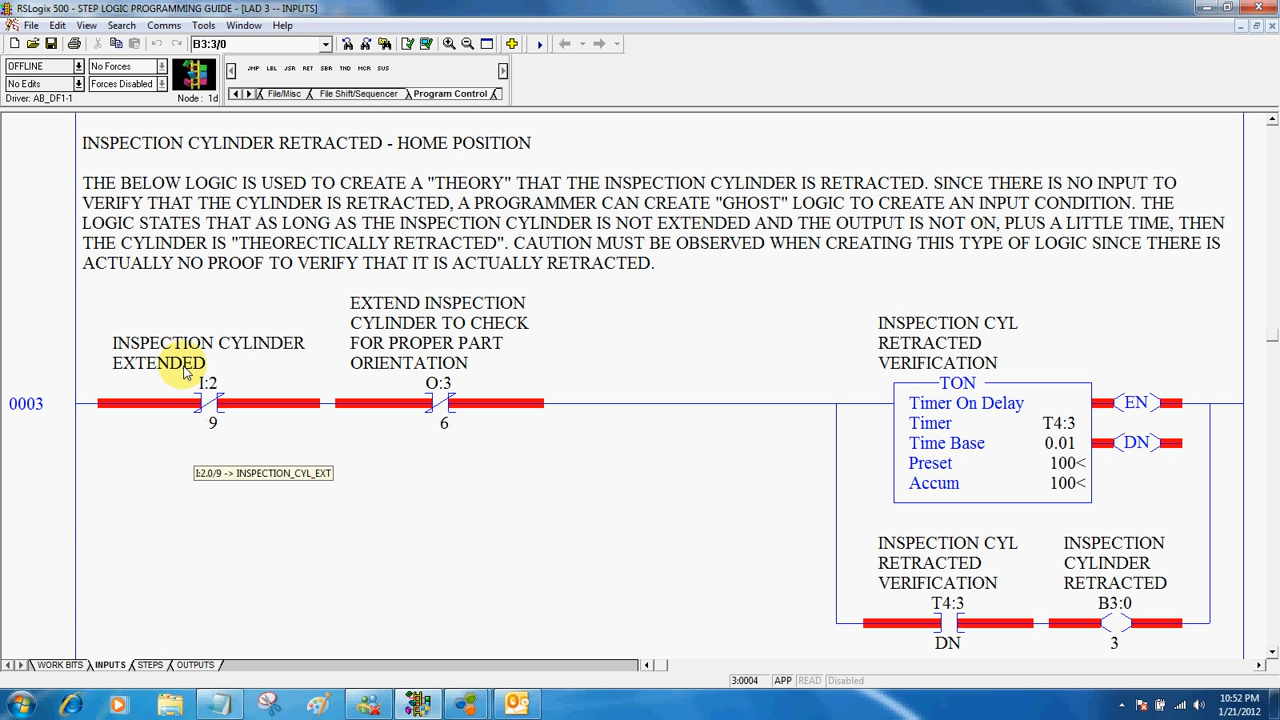 RSLogix 500 - STEP LOGIC PROGRAMMING GUIDE - [LAD 3 -- INPUTS]
File Edit View Search Comms Tools Window Help
B3:3/0
OFFLINE No Forces
No Edits Forces Disabled
Driver: AB_DF1-1 Node : 1d
JMP LBL JSR RET SBR TND MCR SUS
File/Misc File Shift/Sequencer Program Control
INSPECTION CYLINDER RETRACTED - HOME POSITION
THE BELOW LOGIC IS USED TO CREATE A "THEORY" THAT THE INSPECTION CYLINDER IS RETRACTED. SINCE THERE IS NO INPUT TO
VERIFY THAT THE CYLINDER IS RETRACTED, A PROGRAMMER CAN CREATE "GHOST" LOGIC TO CREATE AN INPUT CONDITION. THE
LOGIC STATES THAT AS LONG AS THE INSPECTION CYLINDER IS NOT EXTENDED AND THE OUTPUT IS NOT ON, PLUS A LITTLE TIME, THEN
THE CYLINDER IS "THEORECTICALLY RETRACTED". CAUTION MUST BE OBSERVED WHEN CREATING THIS TYPE OF LOGIC SINCE THERE IS
ACTUALLY NO PROOF TO VERIFY THAT IT IS ACTUALLY RETRACTED.
INSPECTION CYLINDER
EXTENDED
I:2
9
EXTEND INSPECTION
CYLINDER TO CHECK
FOR PROPER PART
ORIENTATION
O:3
6
INSPECTION CYL
RETRACTED
VERIFICATION
TON
Timer On Delay
Timer T4:3
Time Base 0.01
Preset 100<
Accum 100<
EN
DN
0003
I:2.0/9 -> INSPECTION_CYL_EXT
INSPECTION CYL
RETRACTED
VERIFICATION
T4:3
DN
INSPECTION
CYLINDER
RETRACTED
B3:0
3
WORK BITS INPUTS STEPS OUTPUTS
3:0004 APP READ Disabled
10:52 PM
1/21/2012